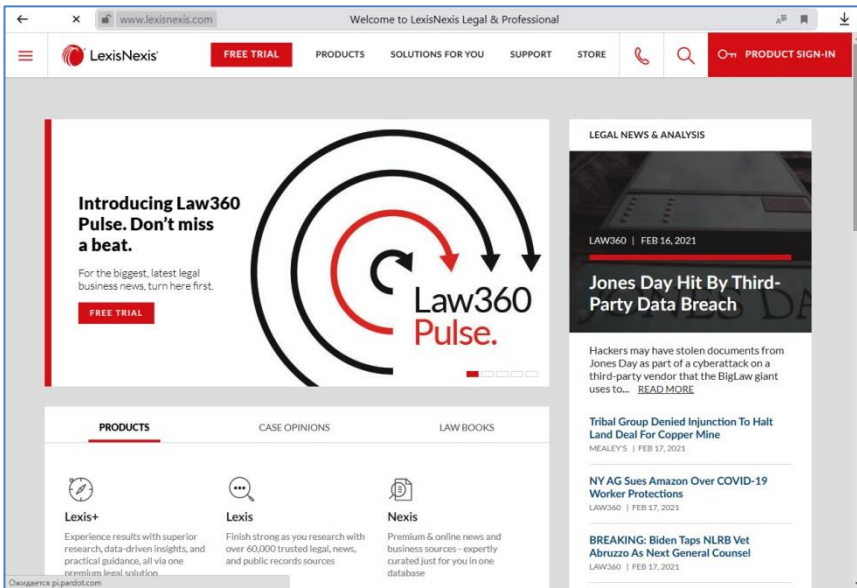 www.lexisnexis.com
Welcome to LexisNexis Legal & Professional
LexisNexis
FREE TRIAL
PRODUCTS
SOLUTIONS FOR YOU
SUPPORT
STORE
PRODUCT SIGN-IN
Introducing Law360
Pulse. Don't miss
a beat.
For the biggest, latest legal
business news, turn here first.
FREE TRIAL
Law360
Pulse.
LEGAL NEWS & ANALYSIS
LAW360 | FEB 16, 2021
Jones Day Hit By Third-
Party Data Breach
JONES DA
Hackers may have stolen documents from
Jones Day as part of a cyberattack on a
third-party vendor that the BigLaw giant
uses to... READ MORE
Tribal Group Denied Injunction To Halt
Land Deal For Copper Mine
MEALEY'S | FEB 17, 2021
NY AG Sues Amazon Over COVID-19
Worker Protections
LAW360 | FEB 17, 2021
BREAKING: Biden Taps NLRB Vet
Abruzzo As Next General Counsel
LAW360 | FEB 17, 2021
PRODUCTS
CASE OPINIONS
LAW BOOKS
Lexis+
Experience results with superior
research, data-driven insights, and
practical guidance, all via one
premium legal solution
Lexis
Finish strong as you research with
over 60,000 trusted legal, news,
and public records sources
Nexis
Premium & online news and
business sources - expertly
curated just for you in one
database
Ожидается pi.pardot.com